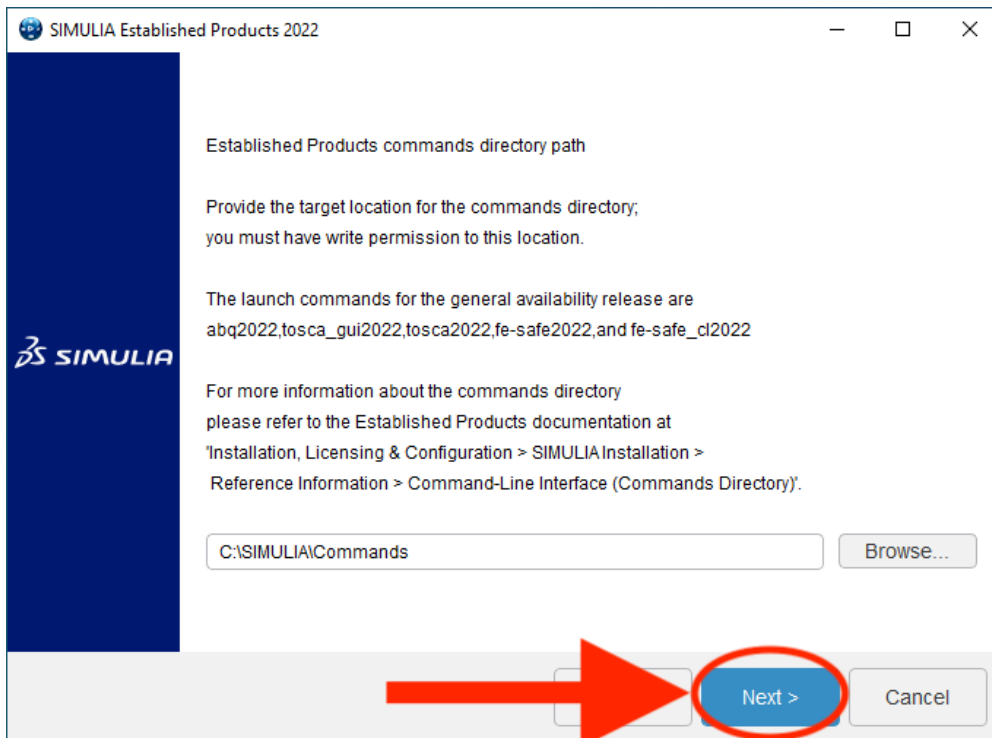 SIMULIA Established Products 2022
Established Products commands directory path
Provide the target location for the commands directory;
you must have write permission to this location.
The launch commands for the general availability release are
abq2022,tosca_gui2022,tosca2022,fe-safe2022,and fe-safe_cl2022
SIMULIA
For more information about the commands directory
please refer to the Established Products documentation at
'Installation, Licensing & Configuration > SIMULIA Installation >
Reference Information > Command-Line Interface (Commands Directory)'.
C:\SIMULIA\Commands
Browse...
Next >
Cancel